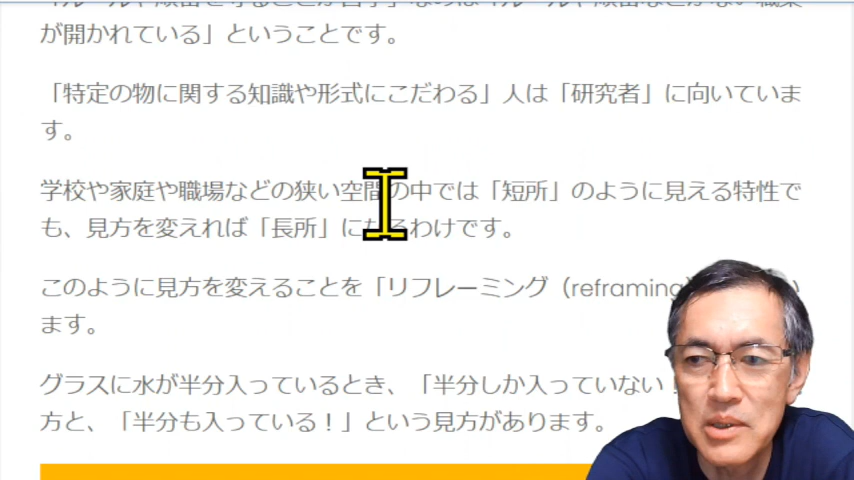 が開かれている」ということです。
「特定の物に関する知識や形式にこだわる」人は「研究者」に向いていま
す。
学校や家庭や職場などの狭い空間の中では「短所」のように見える特性で
も、見方を変えれば「長所」になるわけです。
このように見方を変えることを「リフレーミング（reframing
ます。
グラスに水が半分入っているとき、「半分しか入っていない
方と、「半分も入っている！」という見方があります。